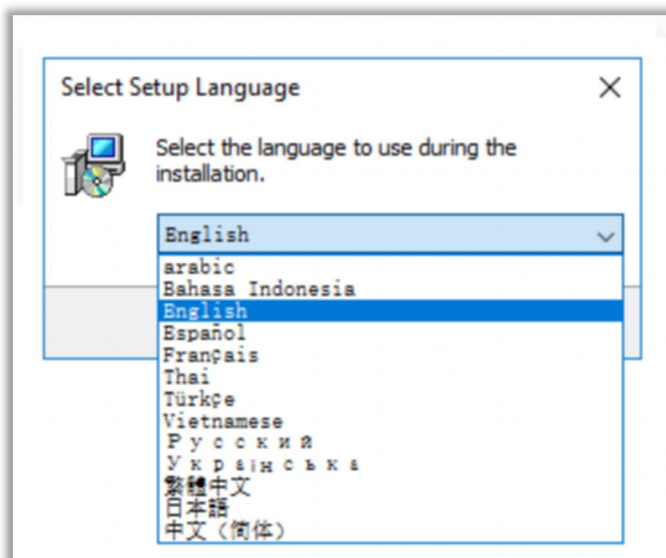 Select Setup Language
Select the language to use during the
installation.
English
arabic
Bahasa Indonesia
English
Español
Français
Thai
Türkçe
Vietnamese
Русский
Українська
繁體中文
日本語
中文（简体）